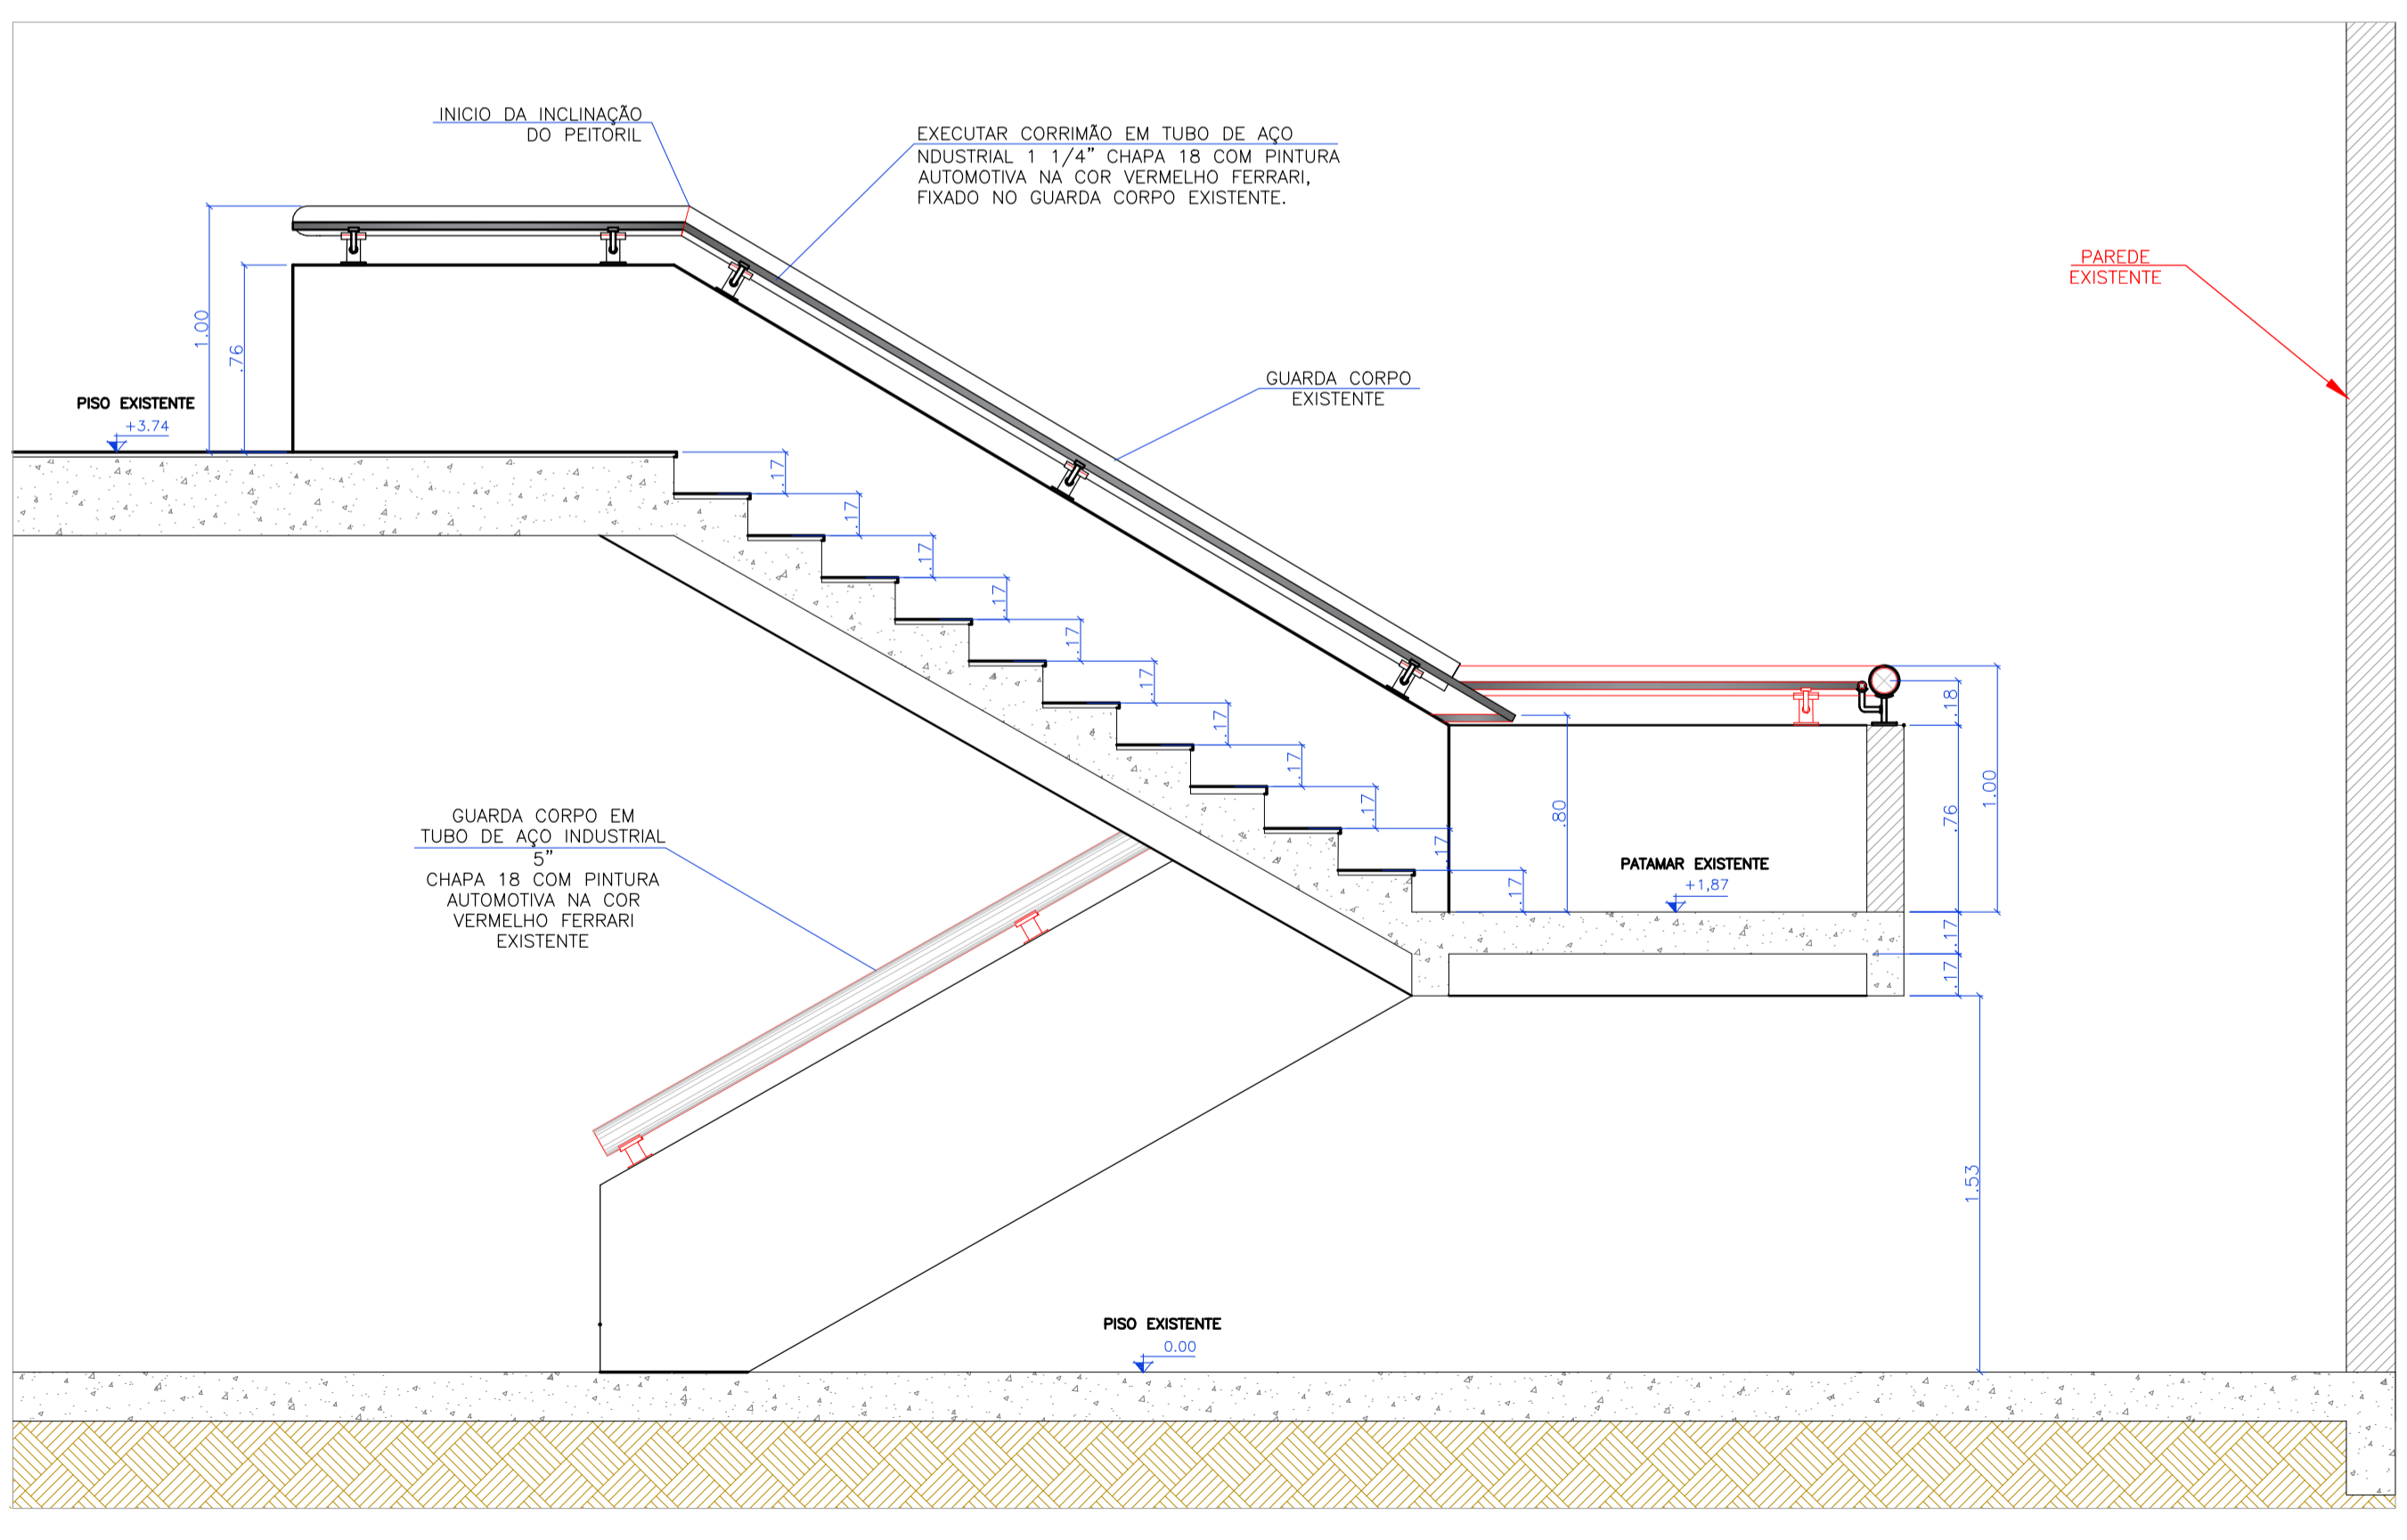 INICIO DA INCLINAÇÃO
DO PEITORIL
EXECUTAR CORRIMÃO EM TUBO DE AÇO
NDUSTRIAL 1 1/4" CHAPA 18 COM PINTURA
AUTOMOTIVA NA COR VERMELHO FERRARI,
FIXADO NO GUARDA CORPO EXISTENTE.
PAREDE
EXISTENTE
1.00
.76
GUARDA CORPO
EXISTENTE
PISO EXISTENTE
+3.74
.17
.17
.17
.17
.17
.17
.17
.17
.17
.17
.17
.80
.18
.76
1.00
.17
.17
1.53
PATAMAR EXISTENTE
+1,87
GUARDA CORPO EM
TUBO DE AÇO INDUSTRIAL
5"
CHAPA 18 COM PINTURA
AUTOMOTIVA NA COR
VERMELHO FERRARI
EXISTENTE
PISO EXISTENTE
0.00